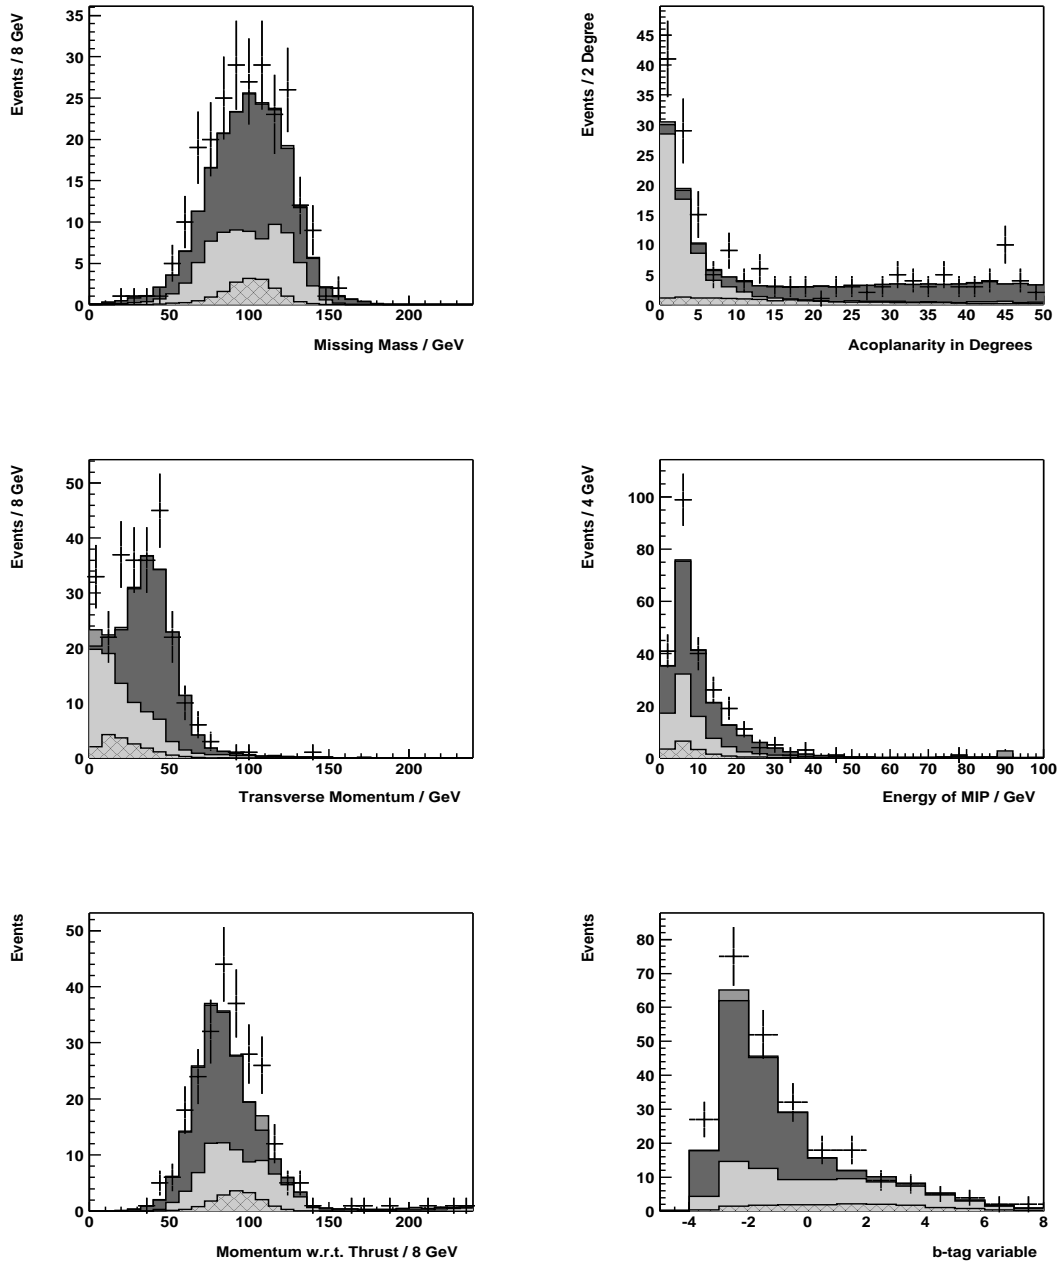 Events / 8 GeV
35
30
25
20
15
10
5
0
0 50 100 150 200
Missing Mass / GeV
Events / 2 Degree
45
40
35
30
25
20
15
10
5
0
0 5 10 15 20 25 30 35 40 45 50
Acoplanarity in Degrees
Events / 8 GeV
50
40
30
20
10
0
0 50 100 150 200
Transverse Momentum / GeV
Events / 4 GeV
100
80
60
40
20
0
0 10 20 30 40 50 60 70 80 90 100
Energy of MIP / GeV
Events
50
40
30
20
10
0
0 50 100 150 200
Momentum w.r.t. Thrust / 8 GeV
Events
80
70
60
50
40
30
20
10
0
-4 -2 0 2 4 6 8
b-tag variable